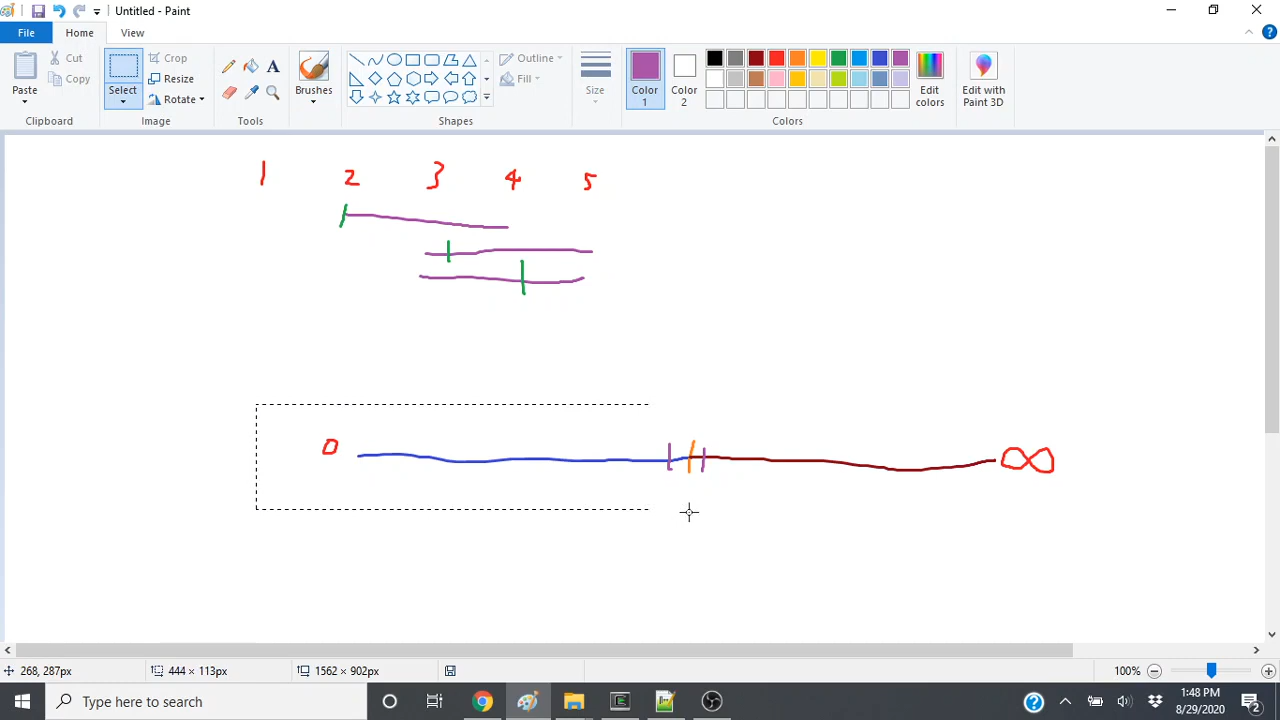 Untitled - Paint
File Home View
Paste
Cut
Copy
Clipboard
Select
Crop
Resize
Rotate
Image
A
Tools
Brushes
Shapes
Outline
Fill
Size
Color 1
Color 2
Colors
Edit colors
Edit with Paint 3D
1 2 3 4 5
0 ∞
268, 287px 444 × 113px 1562 × 902px 100%
Type here to search
1:48 PM
8/29/2020
2